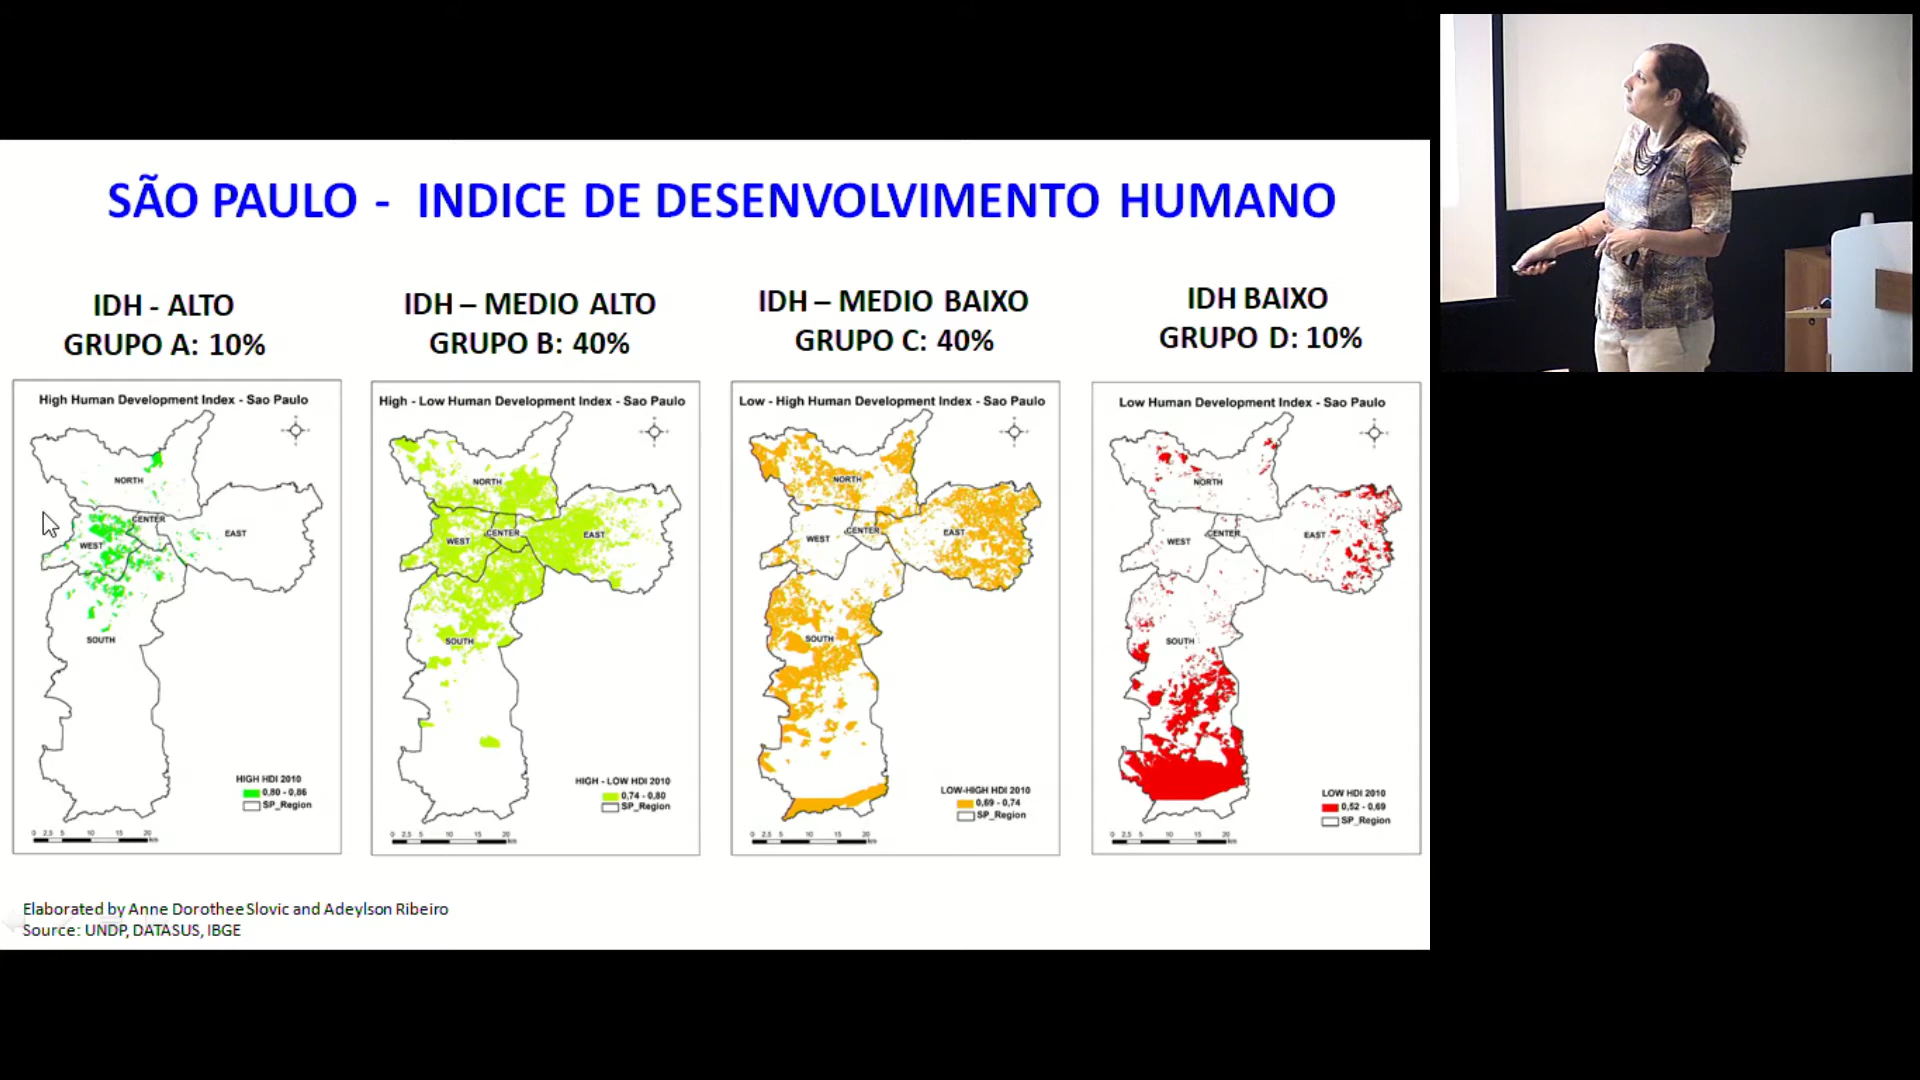 SÃO PAULO - INDICE DE DESENVOLVIMENTO HUMANO
IDH - ALTO
GRUPO A: 10%
IDH – MEDIO ALTO
GRUPO B: 40%
IDH – MEDIO BAIXO
GRUPO C: 40%
IDH BAIXO
GRUPO D: 10%
High Human Development Index - Sao Paulo
NORTH
CENTER
WEST
EAST
SOUTH
HIGH HDI 2010
0,80 - 0,86
SP_Region
0 2,5 5 10 15 20
km
High - Low Human Development Index - Sao Paulo
NORTH
CENTER
WEST
EAST
SOUTH
HIGH - LOW HDI 2010
0,74 - 0,80
SP_Region
0 2,5 5 10 15 20
km
Low - High Human Development Index - Sao Paulo
NORTH
CENTER
WEST
EAST
SOUTH
LOW-HIGH HDI 2010
0,69 - 0,74
SP_Region
0 2,5 5 10 15 20
km
Low Human Development Index - Sao Paulo
NORTH
CENTER
WEST
EAST
SOUTH
LOW HDI 2010
0,52 - 0,69
SP_Region
0 2,5 5 10 15 20
km
Elaborated by Anne Dorothee Slovic and Adeylson Ribeiro
Source: UNDP, DATASUS, IBGE